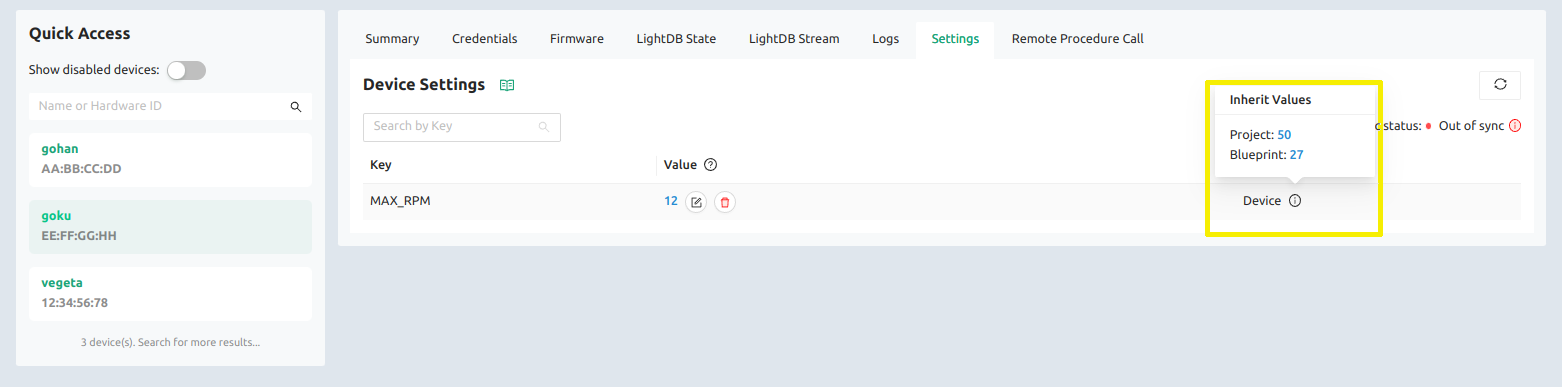 Quick Access
Show disabled devices:
Name or Hardware ID
gohan
AA:BB:CC:DD
goku
EE:FF:GG:HH
vegeta
12:34:56:78
3 device(s). Search for more results...
Summary Credentials Firmware LightDB State LightDB Stream Logs Settings Remote Procedure Call
Device Settings
Search by Key
Inherit Values
Project: 50
Blueprint: 27
c status: Out of sync
Key Value
MAX_RPM 12 Device